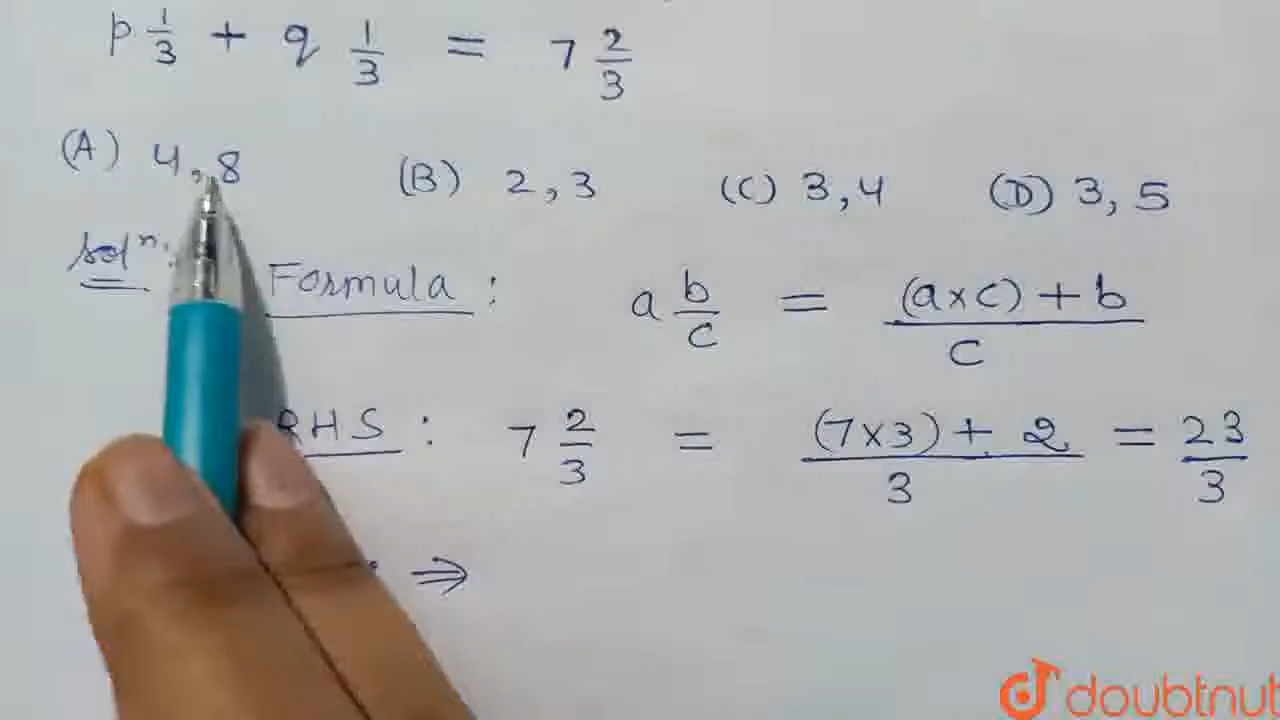 p 1/3 + q 1/3 = 7 2/3
(A) 4,8 (B) 2,3 (C) 3,4 (D) 3,5
Solⁿ: Formula : a b/c = (a×c)+b / c
RHS : 7 2/3 = (7×3)+2 / 3 = 23/3
⇒
doubtnut